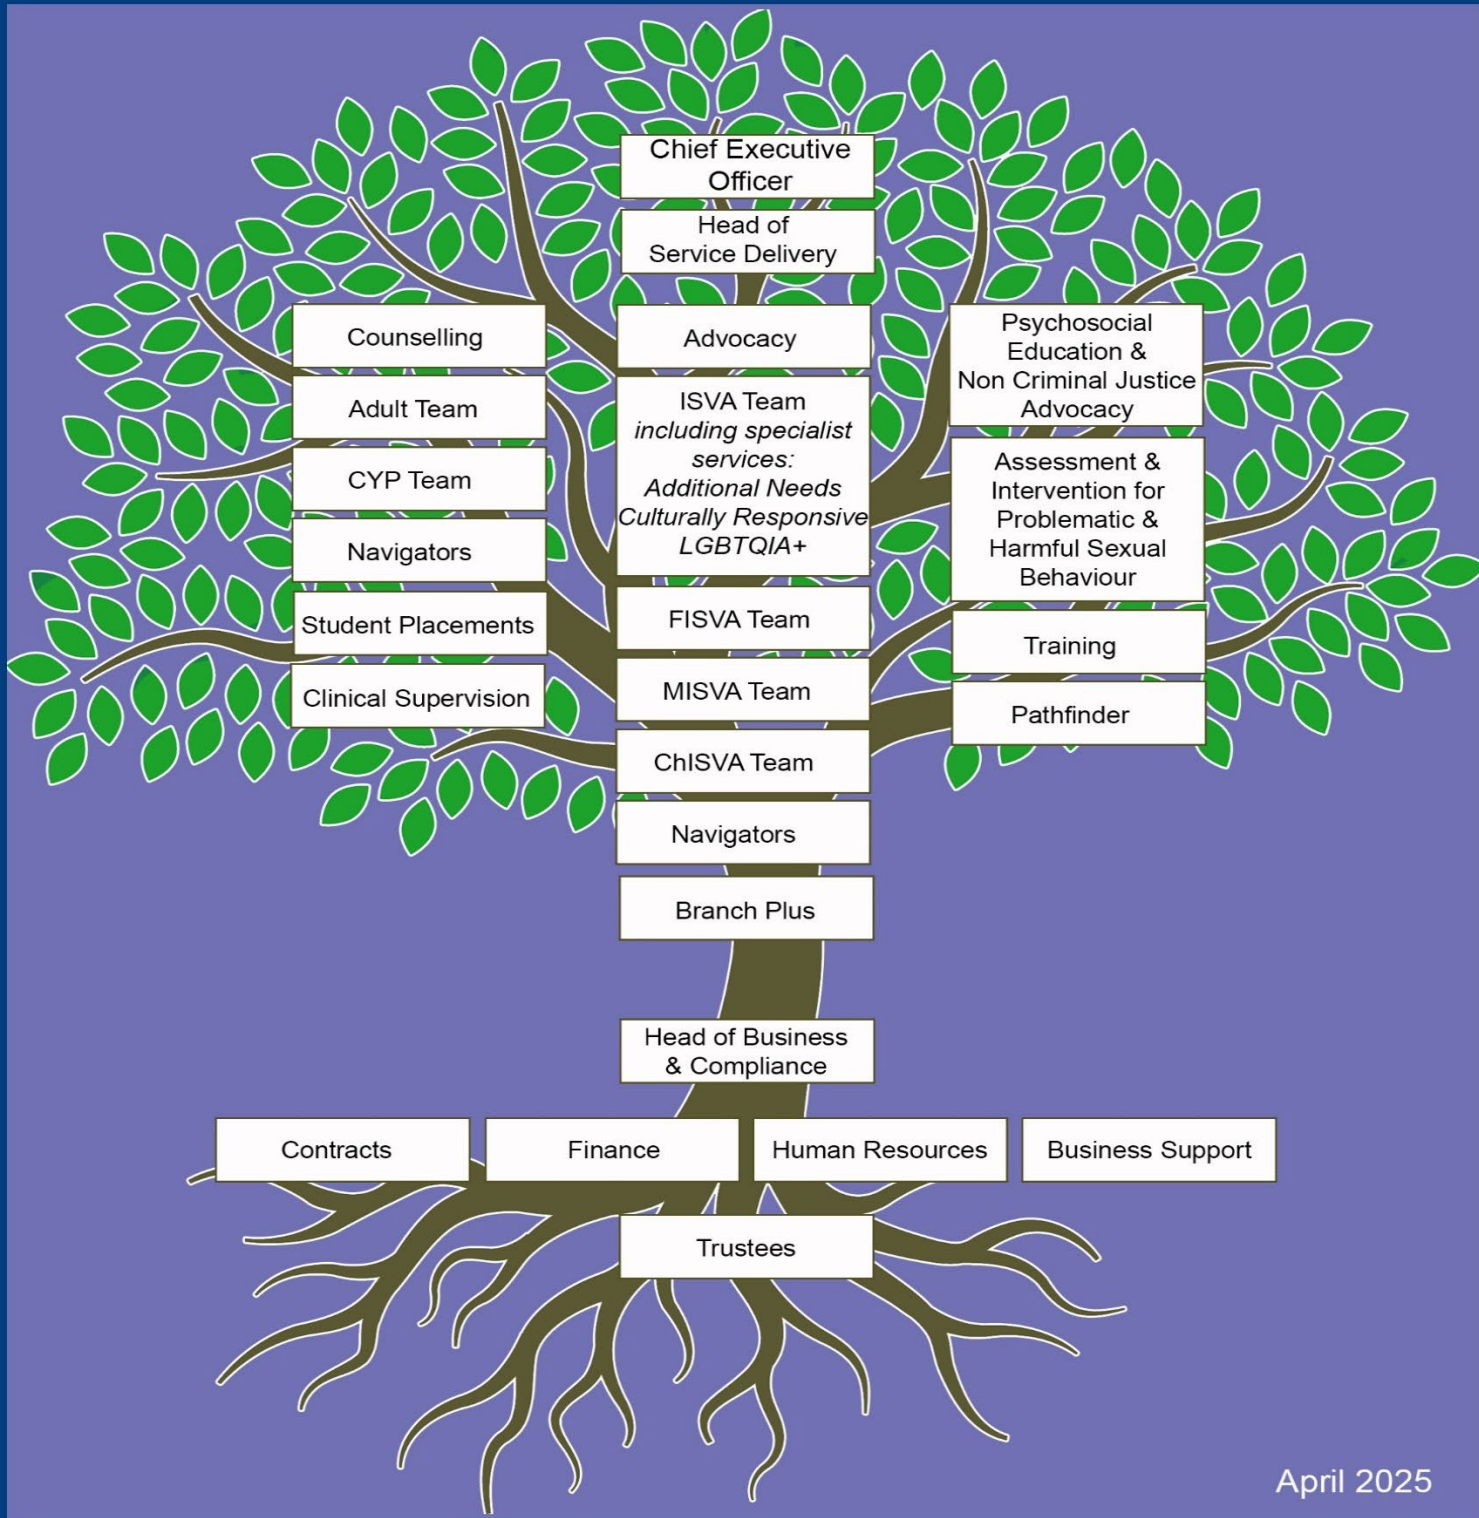 Chief Executive
Officer
Head of
Service Delivery
Counselling
Adult Team
CYP Team
Navigators
Student Placements
Clinical Supervision
Advocacy
ISVA Team
including specialist
services:
Additional Needs
Culturally Responsive
LGBTQIA+
FISVA Team
MISVA Team
ChISVA Team
Navigators
Branch Plus
Psychosocial
Education &
Non Criminal Justice
Advocacy
Assessment &
Intervention for
Problematic &
Harmful Sexual
Behaviour
Training
Pathfinder
Head of Business
& Compliance
Contracts
Finance
Human Resources
Business Support
Trustees
April 2025